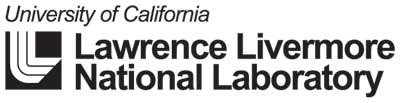 University of California
Lawrence Livermore
National Laboratory